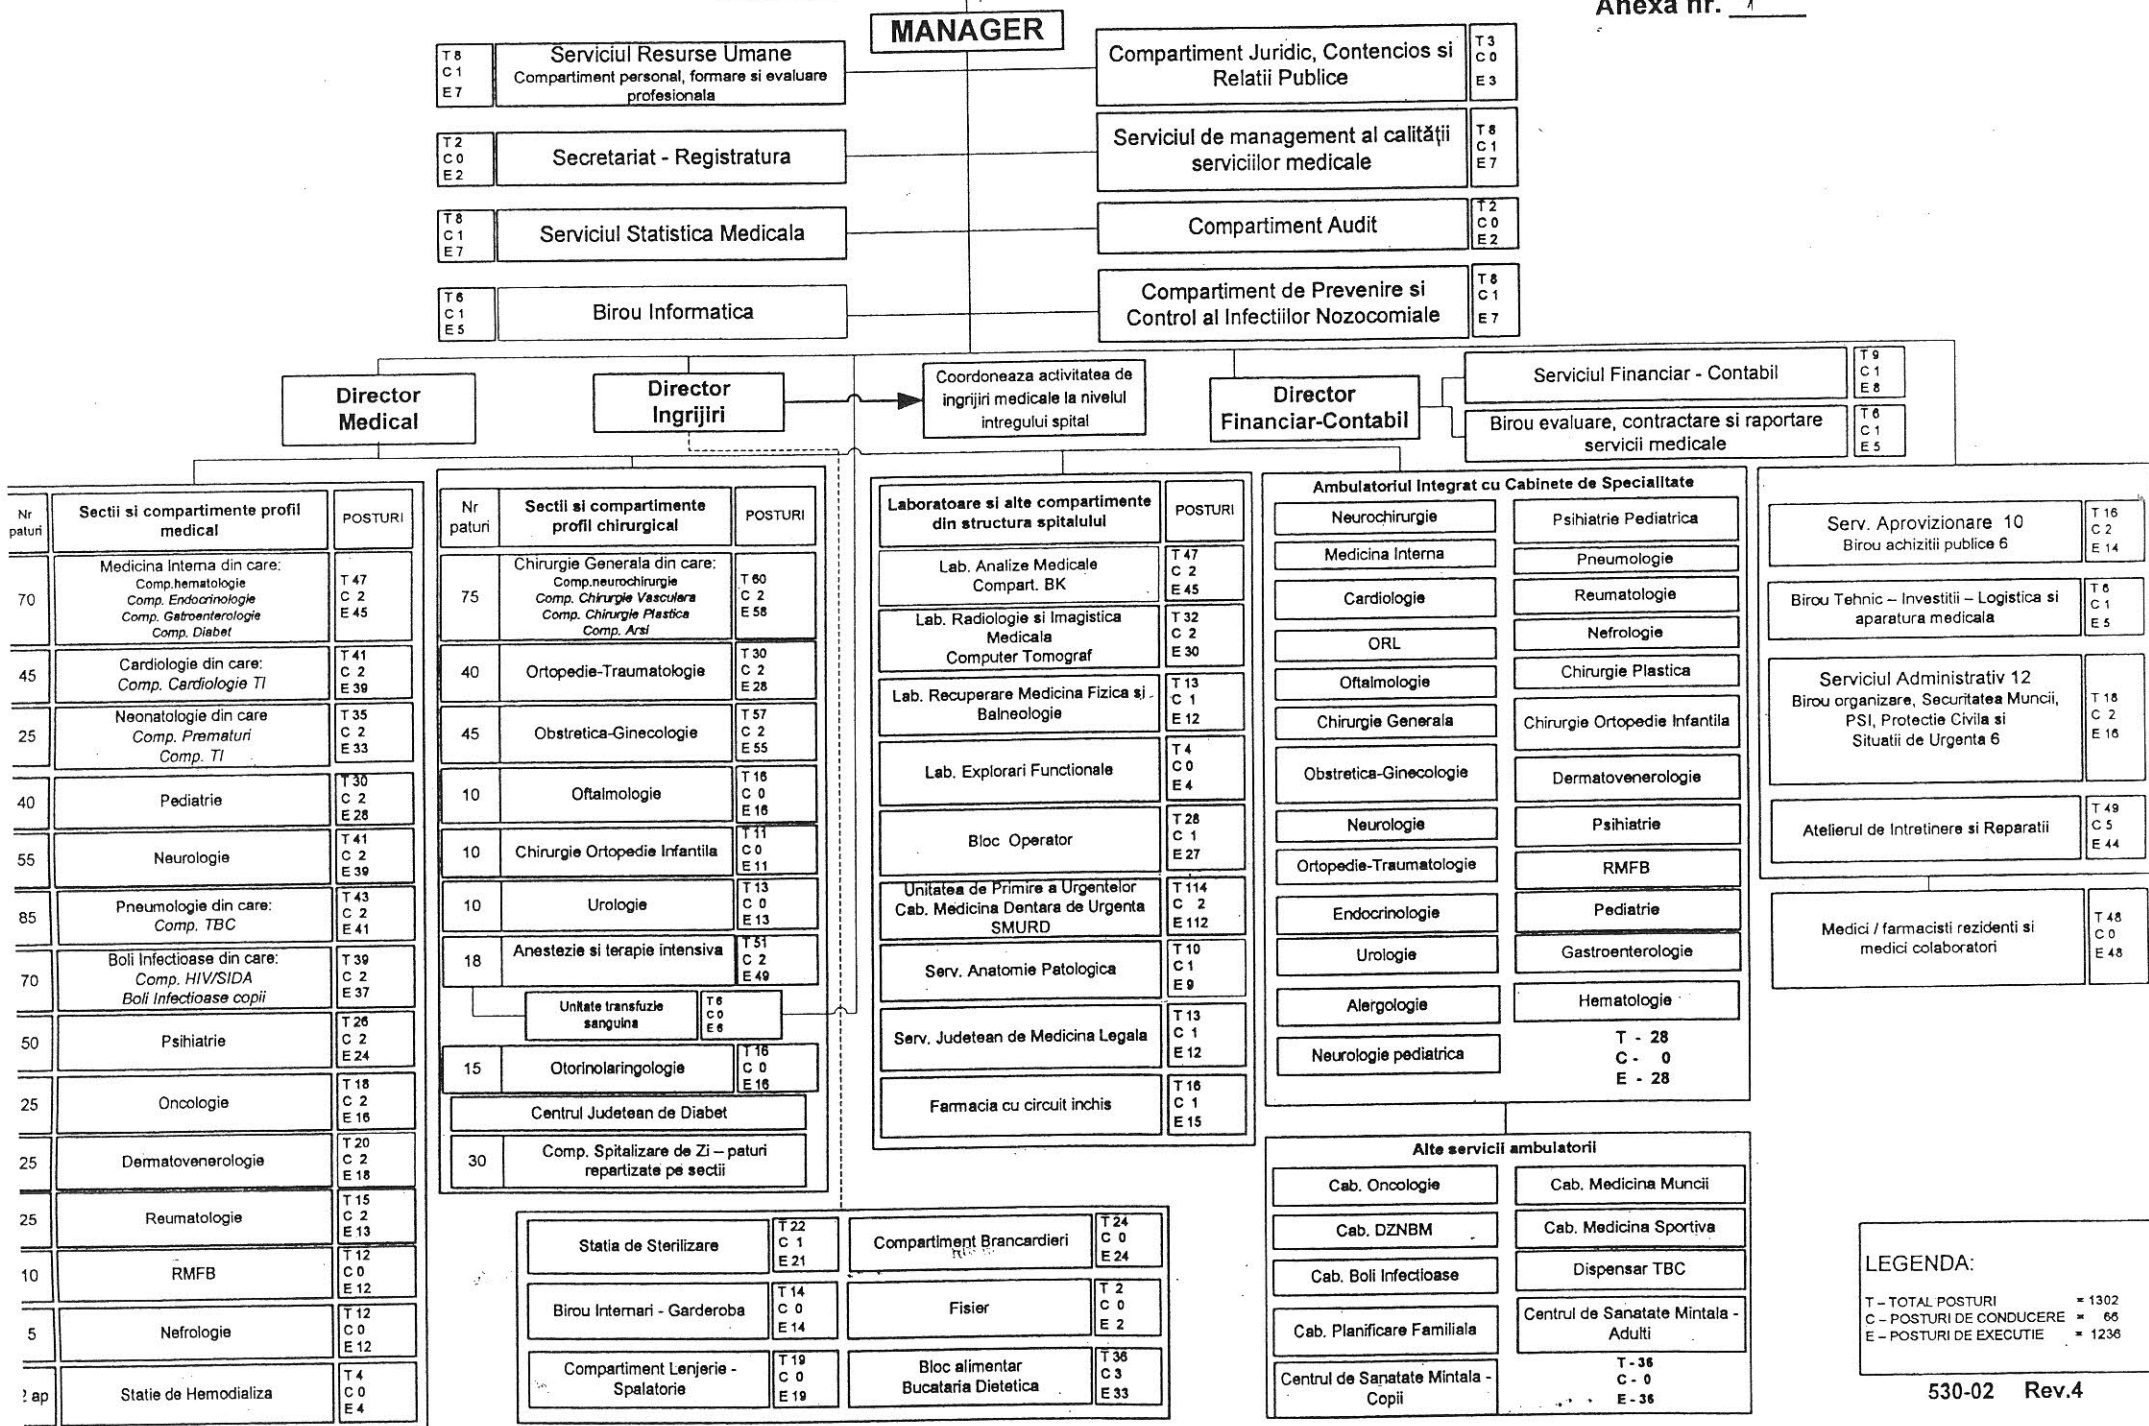 Anexa nr. 1
MANAGER
T 8
C 1
E 7
Serviciul Resurse Umane
Compartiment personal, formare si evaluare
profesionala
Compartiment Juridic, Contencios si
Relatii Publice
T 3
C 0
E 3
T 2
C 0
E 2
Secretariat - Registratura
Serviciul de management al calității
serviciilor medicale
T 8
C 1
E 7
T 8
C 1
E 7
Serviciul Statistica Medicala
Compartiment Audit
T 2
C 0
E 2
T 6
C 1
E 5
Birou Informatica
Compartiment de Prevenire si
Control al Infectiilor Nozocomiale
T 8
C 1
E 7
Director
Medical
Director
Ingrijiri
Coordoneaza activitatea de
ingrijiri medicale la nivelul
intregului spital
Director
Financiar-Contabil
Serviciul Financiar - Contabil
T 9
C 1
E 8
Birou evaluare, contractare si raportare
servicii medicale
T 6
C 1
E 5
Nr
paturi
Sectii si compartimente profil
medical
POSTURI
70
Medicina Interna din care:
Comp.hematologie
Comp. Endocrinologie
Comp. Gatroenterologie
Comp. Diabet
T 47
C 2
E 45
45
Cardiologie din care:
Comp. Cardiologie TI
T 41
C 2
E 39
25
Neonatologie din care
Comp. Prematuri
Comp. TI
T 35
C 2
E 33
40
Pediatrie
T 30
C 2
E 28
55
Neurologie
T 41
C 2
E 39
85
Pneumologie din care:
Comp. TBC
T 43
C 2
E 41
70
Boli Infectioase din care:
Comp. HIV/SIDA
Boli Infectioase copii
T 39
C 2
E 37
50
Psihiatrie
T 26
C 2
E 24
25
Oncologie
T 18
C 2
E 16
25
Dermatovenerologie
T 20
C 2
E 18
25
Reumatologie
T 15
C 2
E 13
10
RMFB
T 12
C 0
E 12
5
Nefrologie
T 12
C 0
E 12
ap
Statie de Hemodializa
T 4
C 0
E 4
Nr
paturi
Sectii si compartimente
profil chirurgical
POSTURI
75
Chirurgie Generala din care:
Comp.neurochirurgie
Comp. Chirurgie Vasculera
Comp. Chirurgie Plastica
Comp. Arsi
T 60
C 2
E 58
40
Ortopedie-Traumatologie
T 30
C 2
E 28
45
Obstretica-Ginecologie
T 57
C 2
E 55
10
Oftalmologie
T 16
C 0
E 16
10
Chirurgie Ortopedie Infantila
T 11
C 0
E 11
10
Urologie
T 13
C 0
E 13
18
Anestezie si terapie intensiva
T 51
C 2
E 49
Unitate transfuzie
sanguina
T 6
C 0
E 6
15
Otorinolaringologie
T 16
C 0
E 16
Centrul Judetean de Diabet
30
Comp. Spitalizare de Zi – paturi
repartizate pe sectii
Laboratoare si alte compartimente
din structura spitalulul
POSTURI
Lab. Analize Medicale
Compart. BK
T 47
C 2
E 45
Lab. Radiologie si Imagistica
Medicala
Computer Tomograf
T 32
C 2
E 30
Lab. Recuperare Medicina Fizica si
Balneologie
T 13
C 1
E 12
Lab. Explorari Functionale
T 4
C 0
E 4
Bloc Operator
T 28
C 1
E 27
Unitatea de Primire a Urgentelor
Cab. Medicina Dentara de Urgenta
SMURD
T 114
C 2
E 112
Serv. Anatomie Patologica
T 10
C 1
E 9
Serv. Judetean de Medicina Legala
T 13
C 1
E 12
Farmacia cu circuit inchis
T 16
C 1
E 15
Ambulatoriul Integrat cu Cabinete de Specialitate
Neurochirurgie
Psihiatrie Pediatrica
Medicina Interna
Pneumologie
Cardiologie
Reumatologie
ORL
Nefrologie
Oftalmologie
Chirurgie Plastica
Chirurgie Generala
Chirurgie Ortopedie Infantila
Obstretica-Ginecologie
Dermatovenerologie
Neurologie
Psihiatrie
Ortopedie-Traumatologie
RMFB
Endocrinologie
Pediatrie
Urologie
Gastroenterologie
Alergologie
Hematologie
Neurologie pediatrica
T - 28
C - 0
E - 28
Alte servicii ambulatorii
Cab. Oncologie
Cab. Medicina Muncii
Cab. DZNBM
Cab. Medicina Sportiva
Cab. Boli Infectioase
Dispensar TBC
Cab. Planificare Familiala
Centrul de Sanatate Mintala -
Adulti
Centrul de Sanatate Mintala -
Copii
T - 36
C - 0
E - 36
Serv. Aprovizionare 10
Birou achizitii publice 6
T 16
C 2
E 14
Birou Tehnic – Investitii – Logistica si
aparatura medicala
T 6
C 1
E 5
Serviciul Administrativ 12
Birou organizare, Securitatea Muncii,
PSI, Protectie Civila si
Situatii de Urgenta 6
T 18
C 2
E 16
Atelierul de Intretinere si Reparatii
T 49
C 5
E 44
Medici / farmacisti rezidenti si
medici colaboratori
T 48
C 0
E 48
Statia de Sterilizare
T 22
C 1
E 21
Compartiment Brancardieri
T 24
C 0
E 24
Birou Internari - Garderoba
T 14
C 0
E 14
Fisier
T 2
C 0
E 2
Compartiment Lenjerie -
Spalatorie
T 19
C 0
E 19
Bloc alimentar
Bucataria Dietetica
T 36
C 3
E 33
LEGENDA:
T – TOTAL POSTURI = 1302
C – POSTURI DE CONDUCERE = 66
E – POSTURI DE EXECUTIE = 1236
530-02 Rev.4